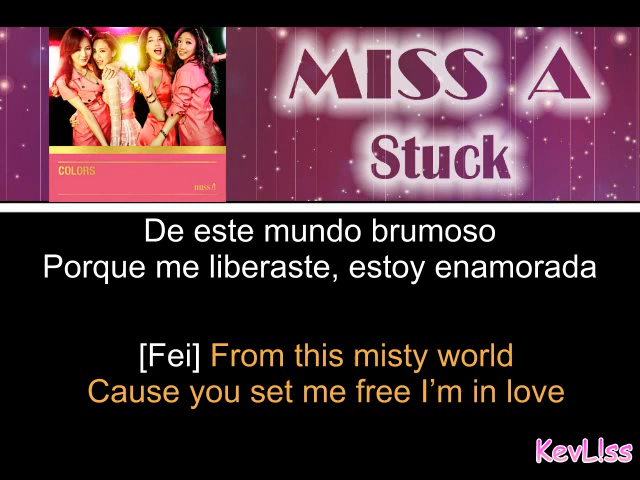 MISS A
Stuck
COLORS
miss A
De este mundo brumoso
Porque me liberaste, estoy enamorada
[Fei] From this misty world
Cause you set me free I’m in love
KevL!ss